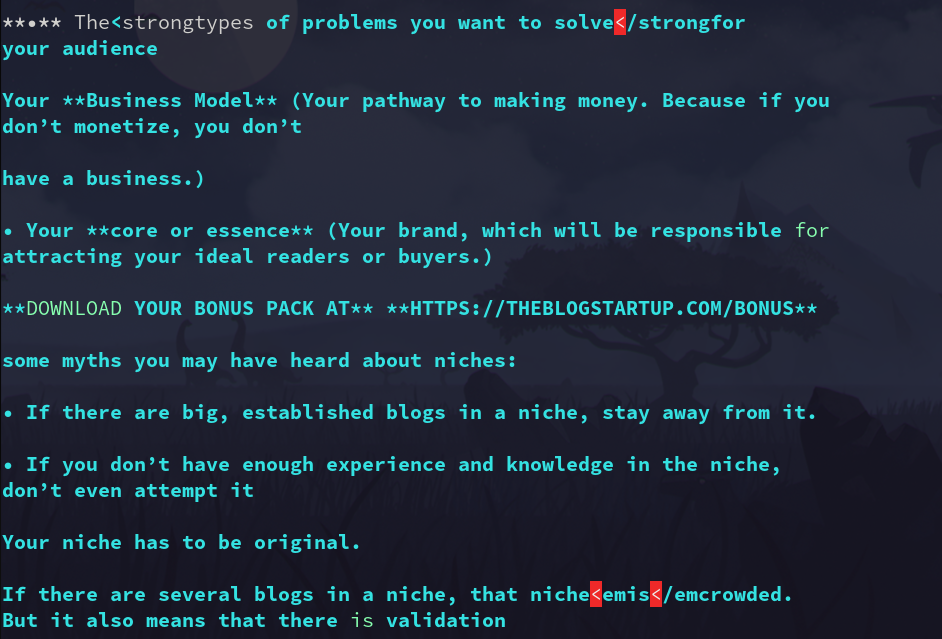 **•** The<strongtypes of problems you want to solve</strongfor
your audience
Your **Business Model** (Your pathway to making money. Because if you
don’t monetize, you don’t
have a business.)
• Your **core or essence** (Your brand, which will be responsible for
attracting your ideal readers or buyers.)
**DOWNLOAD YOUR BONUS PACK AT** **HTTPS://THEBLOGSTARTUP.COM/BONUS**
some myths you may have heard about niches:
• If there are big, established blogs in a niche, stay away from it.
• If you don’t have enough experience and knowledge in the niche,
don’t even attempt it
Your niche has to be original.
If there are several blogs in a niche, that niche<emis</emcrowded.
But it also means that there is validation